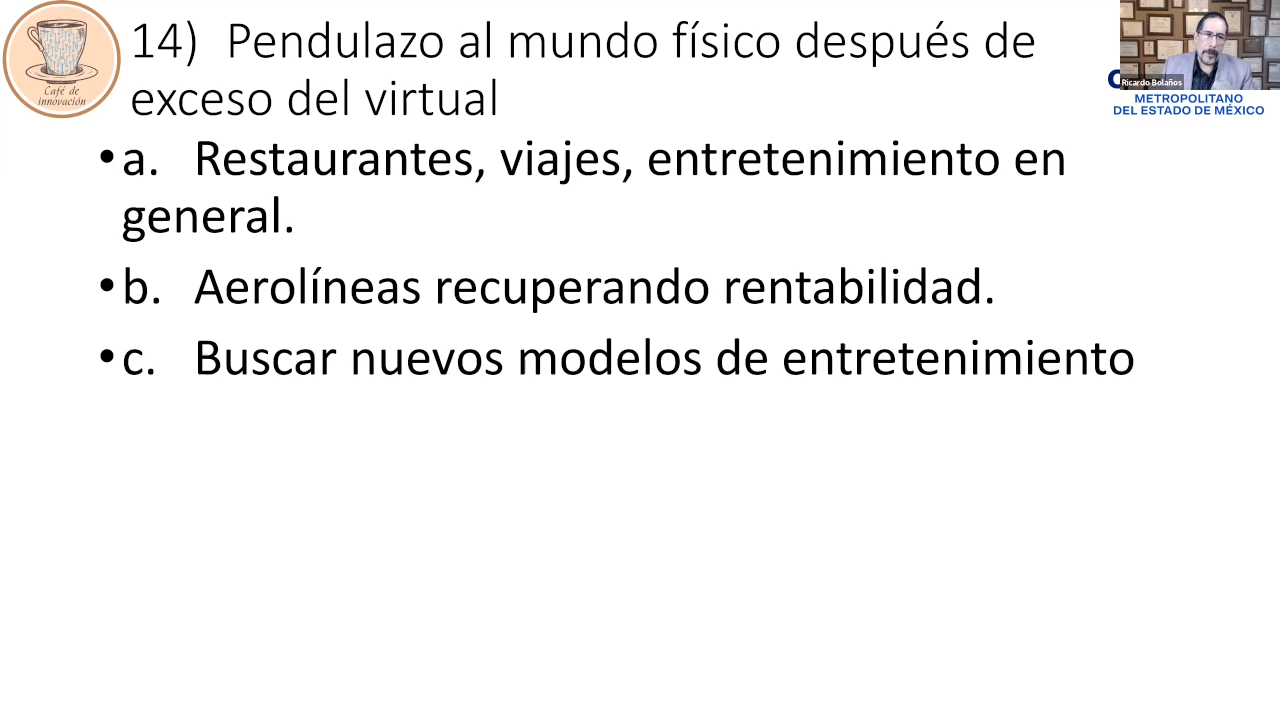 14) Pendulazo al mundo físico después de
exceso del virtual
Café de
innovación
Ricardo Bolaños
C
METROPOLITANO
DEL ESTADO DE MÉXICO
•a. Restaurantes, viajes, entretenimiento en
general.
•b. Aerolíneas recuperando rentabilidad.
•c. Buscar nuevos modelos de entretenimiento